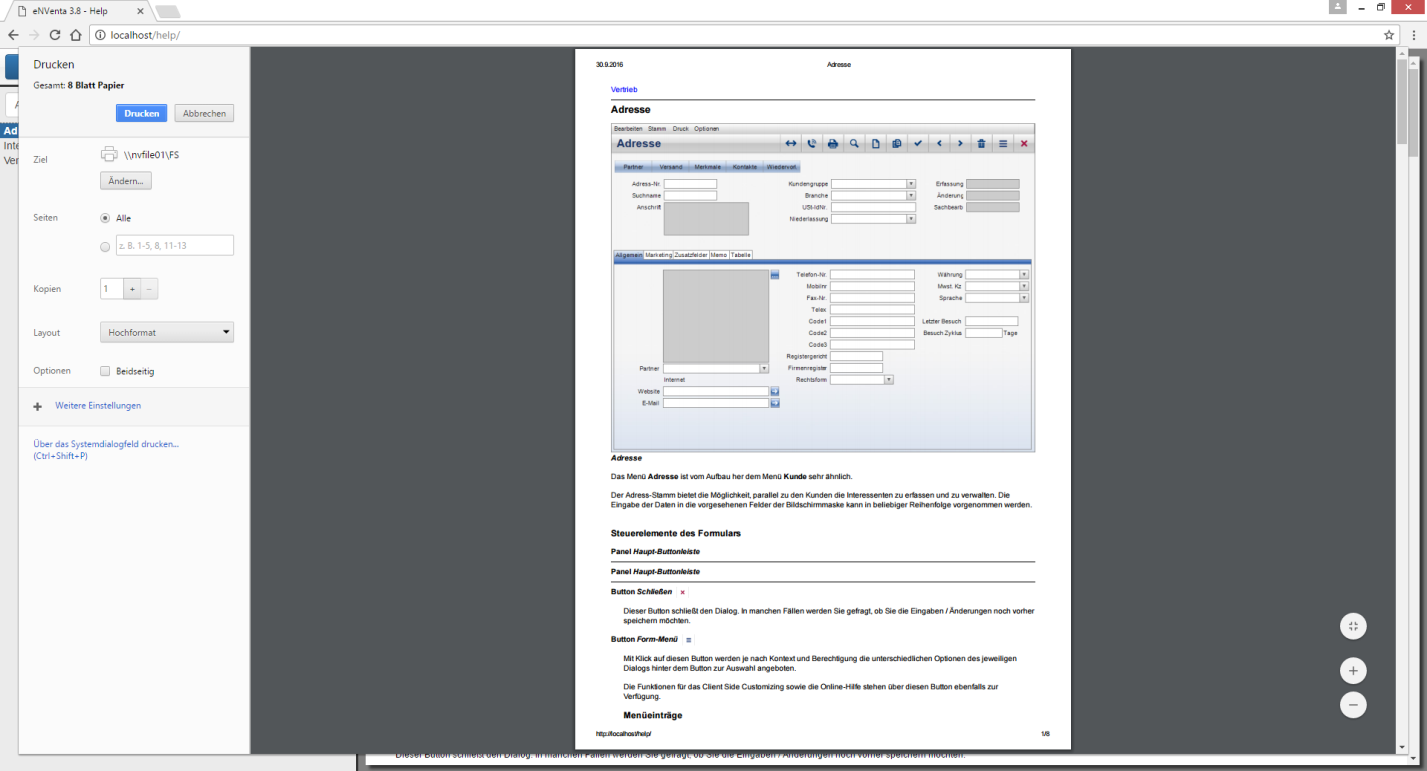 eNVenta 3.8 - Help
localhost/help/
Drucken
Gesamt: 8 Blatt Papier
Drucken Abbrechen
Ziel \\nvfile01\FS
Ändern...
Seiten Alle
z. B. 1-5, 8, 11-13
Kopien 1 + −
Layout Hochformat
Optionen Beidseitig
+ Weitere Einstellungen
Über das Systemdialogfeld drucken...
(Ctrl+Shift+P)
30.9.2016 Adresse
Vertrieb
Adresse
Bearbeiten Stamm Druck Optionen
Adresse
Partner Versand Merkmale Kontakte Wiedervorl.
Adress-Nr. Kundengruppe Erfassung
Suchname Branche Änderung
Anschrift USt-IdNr. Sachbearb
Niederlassung
Allgemein Marketing Zusatzfelder Memo Tabelle
Telefon-Nr. Währung
Mobilnr Mwst. Kz
Fax-Nr. Sprache
Telex
Code1 Letzter Besuch
Code2 Besuch Zyklus Tage
Code3
Registergericht
Partner Firmenregister
Internet Rechtsform
Website
E-Mail
Adresse
Das Menü Adresse ist vom Aufbau her dem Menü Kunde sehr ähnlich.
Der Adress-Stamm bietet die Möglichkeit, parallel zu den Kunden die Interessenten zu erfassen und zu verwalten. Die
Eingabe der Daten in die vorgesehenen Felder der Bildschirmmaske kann in beliebiger Reihenfolge vorgenommen werden.
Steuerelemente des Formulars
Panel Haupt-Buttonleiste
Panel Haupt-Buttonleiste
Button Schließen
Dieser Button schließt den Dialog. In manchen Fällen werden Sie gefragt, ob Sie die Eingaben / Änderungen noch vorher
speichern möchten.
Button Form-Menü
Mit Klick auf diesen Button werden je nach Kontext und Berechtigung die unterschiedlichen Optionen des jeweiligen
Dialogs hinter dem Button zur Auswahl angeboten.
Die Funktionen für das Client Side Customizing sowie die Online-Hilfe stehen über diesen Button ebenfalls zur
Verfügung.
Menüeinträge
http://localhost/help/ 1/8
Dieser Button schließt den Dialog. In manchen Fällen werden Sie gefragt, ob Sie die Eingaben / Änderungen noch vorher speichern möchten.